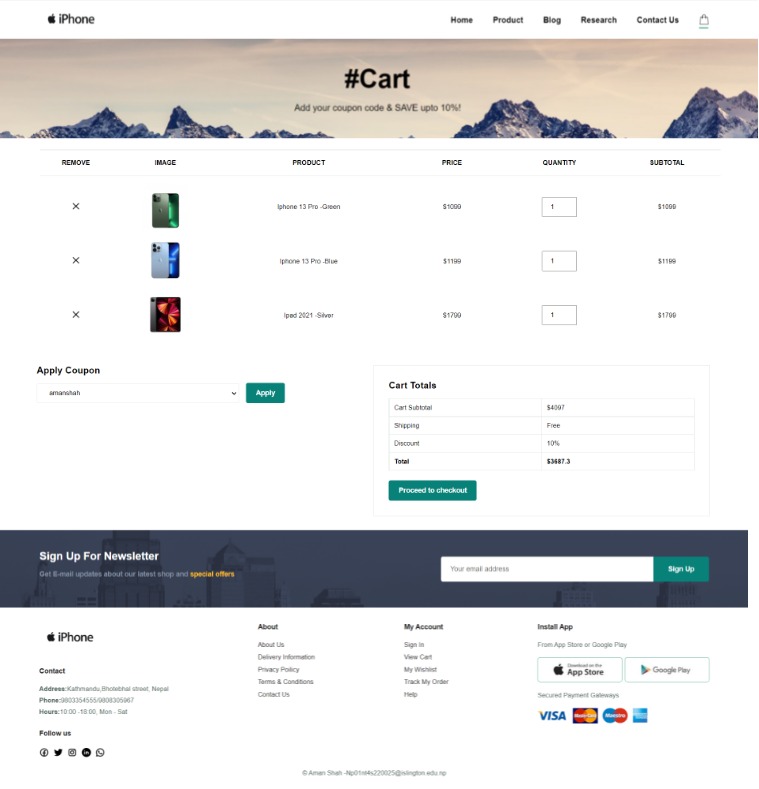 iPhone
Home Product Blog Research Contact Us
#Cart
Add your coupon code & SAVE upto 10%!
REMOVE IMAGE PRODUCT PRICE QUANTITY SUBTOTAL
Iphone 13 Pro -Green $1099 1 $1099
Iphone 13 Pro -Blue $1199 1 $1199
Ipad 2021 -Silver $1799 1 $1799
Apply Coupon
amanshah Apply
Cart Totals
Cart Subtotal $4097
Shipping Free
Discount 10%
Total $3687.3
Proceed to checkout
Sign Up For Newsletter
Get E-mail updates about our latest shop and special offers
Your email address Sign Up
iPhone
Contact
Address:Kathmandu,Bhotebhal street, Nepal
Phone:9803354555/9808305967
Hours:10:00 -18:00, Mon - Sat
Follow us
About
About Us
Delivery Information
Privacy Policy
Terms & Conditions
Contact Us
My Account
Sign In
View Cart
My Wishlist
Track My Order
Help
Install App
From App Store or Google Play
Download on the
App Store
Google Play
Secured Payment Gateways
VISA MasterCard Maestro
© Aman Shah -Np01nt4s220025@islington.edu.np